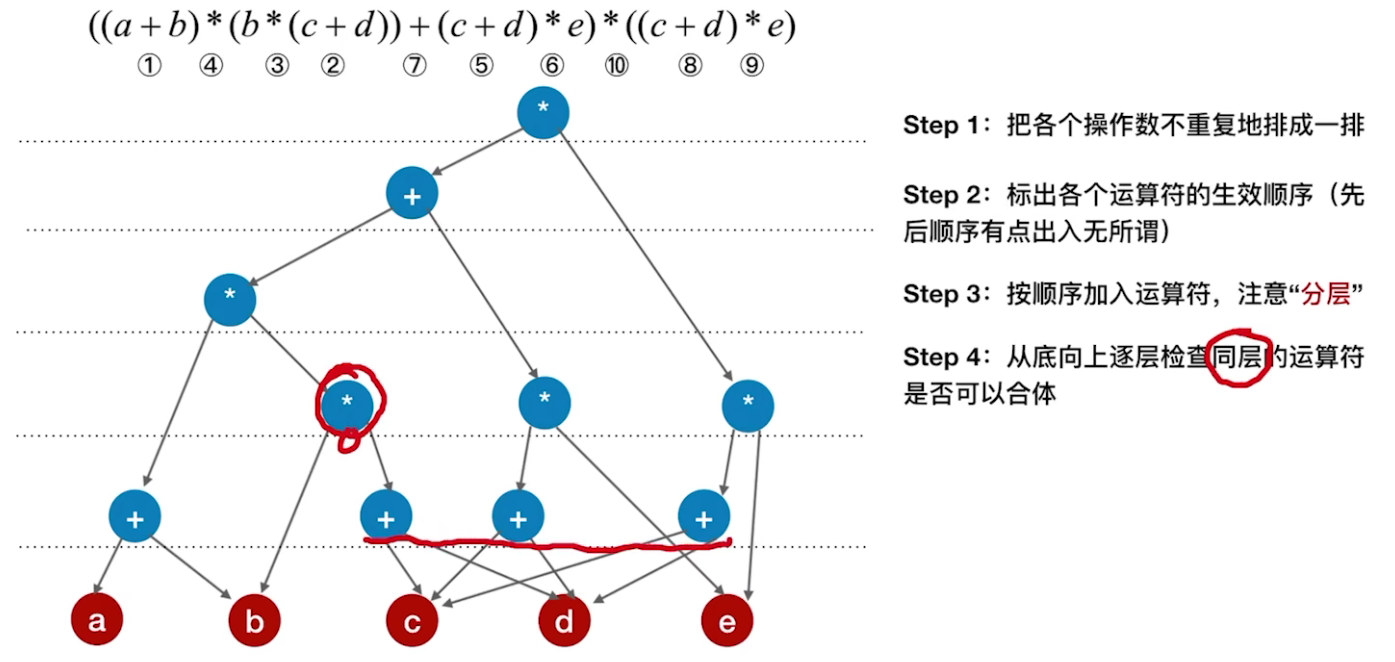 ((a+b)*(b*(c+d))+(c+d)*e)*((c+d)*e)
① ④ ③ ② ⑦ ⑤ ⑥ ⑩ ⑧ ⑨
*
+
*
* * *
+ + + +
a b c d e
Step 1：把各个操作数不重复地排成一排
Step 2：标出各个运算符的生效顺序（先
后顺序有点出入无所谓）
Step 3：按顺序加入运算符，注意“分层”
Step 4：从底向上逐层检查同层的运算符
是否可以合体